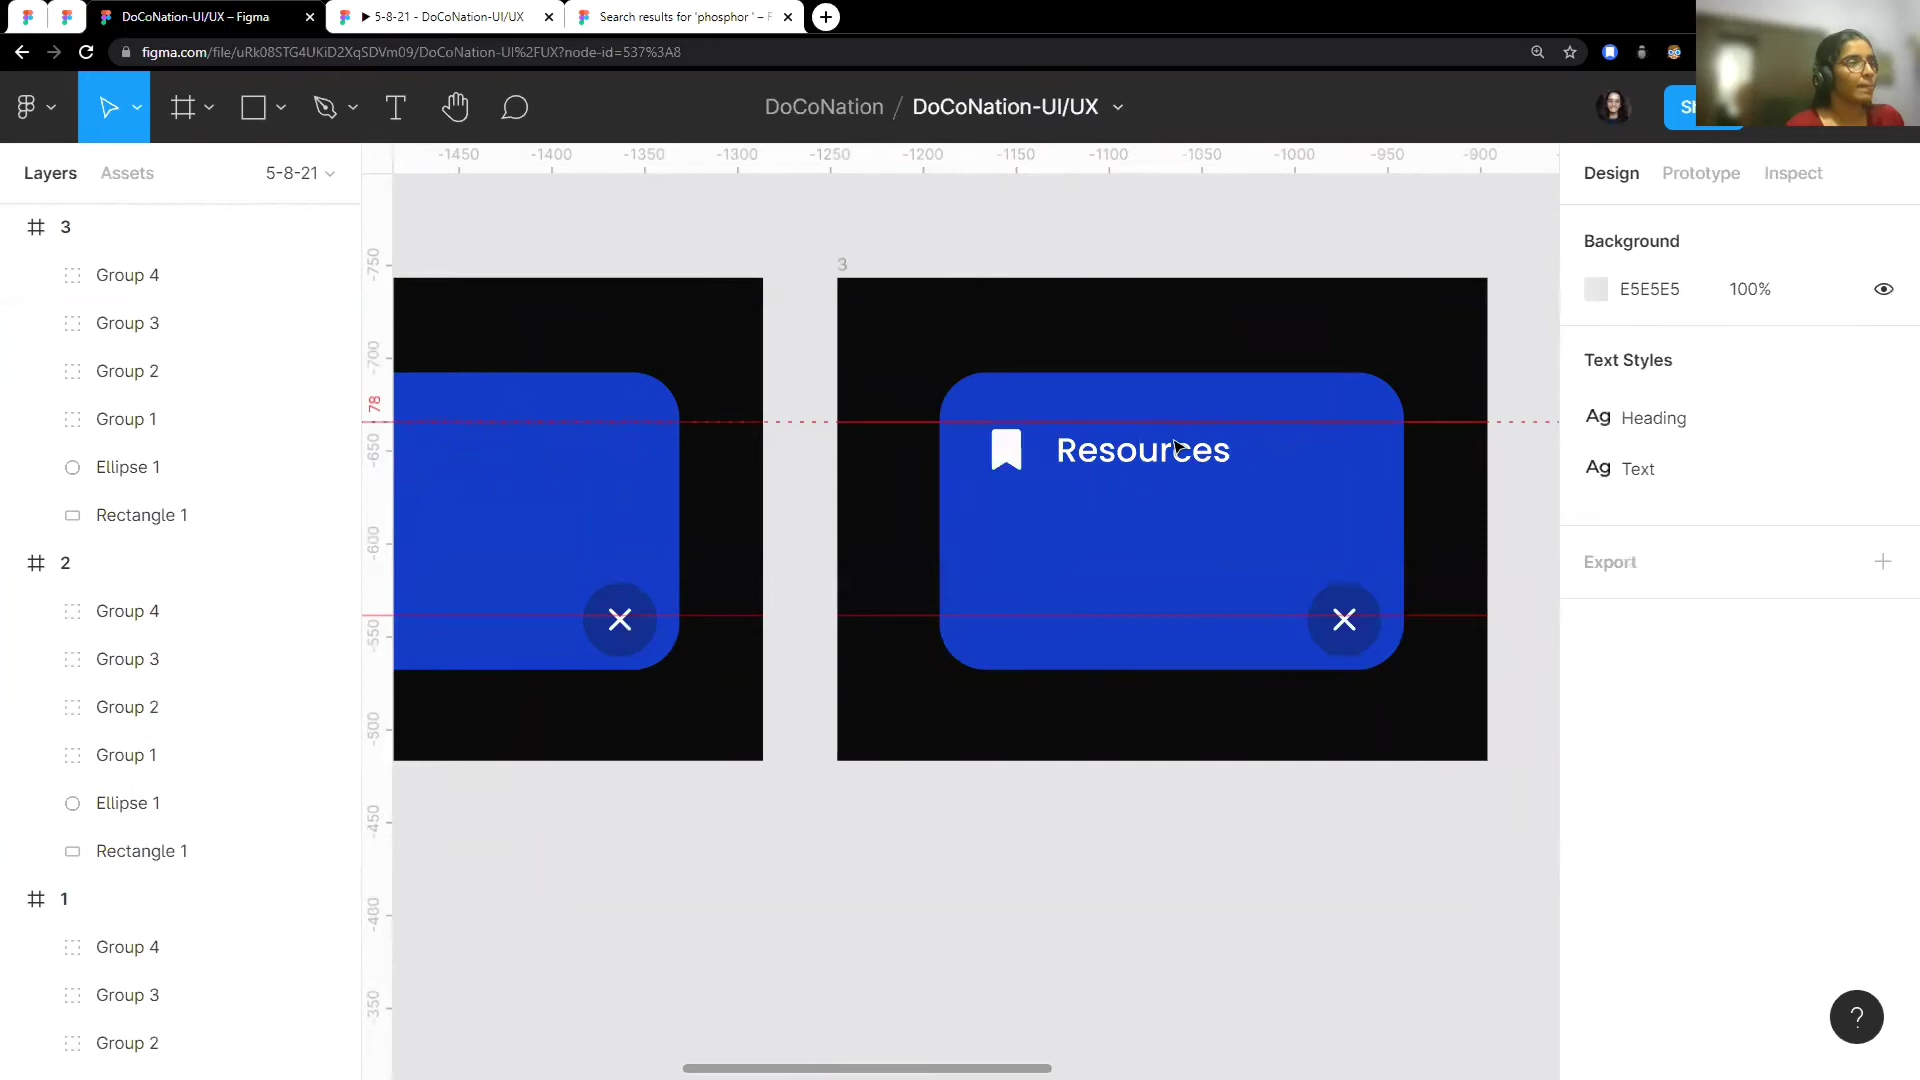 DoCoNation-UI/UX – Figma
5-8-21 - DoCoNation-UI/UX
Search results for 'phosphor ' – F
figma.com/file/uRk08STG4UKiD2XqSDVm09/DoCoNation-UI%2FUX?node-id=537%3A8
DoCoNation / DoCoNation-UI/UX
Layers
Assets
5-8-21
3
Group 4
Group 3
Group 2
Group 1
Ellipse 1
Rectangle 1
2
Group 4
Group 3
Group 2
Group 1
Ellipse 1
Rectangle 1
1
Group 4
Group 3
Group 2
-1450 -1400 -1350 -1300 -1250 -1200 -1150 -1100 -1050 -1000 -950 -900
-750
-700
78
-650
-600
-550
-500
-450
-400
-350
3
Resources
Design
Prototype
Inspect
Background
E5E5E5
100%
Text Styles
Ag Heading
Ag Text
Export
?